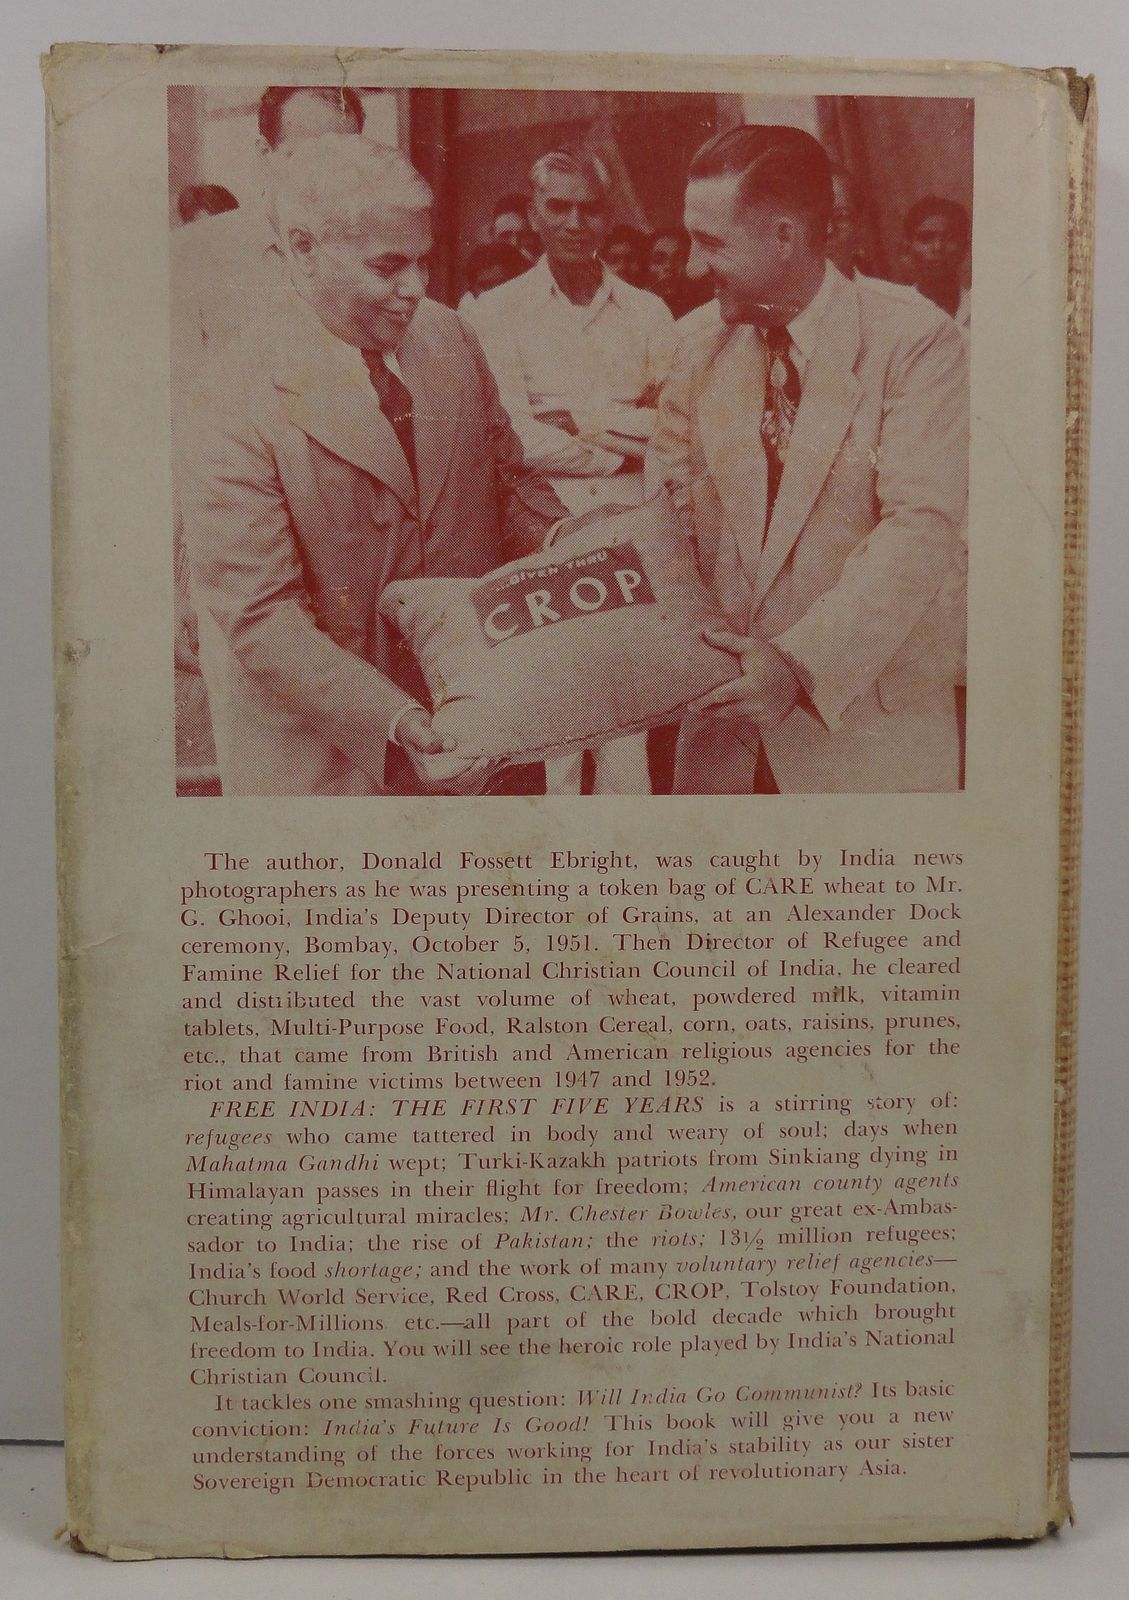 ...GIVEN THRU
CROP
The author, Donald Fossett Ebright, was caught by India news
photographers as he was presenting a token bag of CARE wheat to Mr.
G. Ghooi, India's Deputy Director of Grains, at an Alexander Dock
ceremony, Bombay, October 5, 1951. Then Director of Refugee and
Famine Relief for the National Christian Council of India, he cleared
and distributed the vast volume of wheat, powdered milk, vitamin
tablets, Multi-Purpose Food, Ralston Cereal, corn, oats, raisins, prunes,
etc., that came from British and American religious agencies for the
riot and famine victims between 1947 and 1952.
FREE INDIA: THE FIRST FIVE YEARS is a stirring story of:
refugees who came tattered in body and weary of soul; days when
Mahatma Gandhi wept; Turki-Kazakh patriots from Sinkiang dying in
Himalayan passes in their flight for freedom; American county agents
creating agricultural miracles; Mr. Chester Bowles, our great ex-Ambas-
sador to India; the rise of Pakistan; the riots; 13½ million refugees;
India's food shortage; and the work of many voluntary relief agencies—
Church World Service, Red Cross, CARE, CROP, Tolstoy Foundation,
Meals-for-Millions, etc.—all part of the bold decade which brought
freedom to India. You will see the heroic role played by India's National
Christian Council.
It tackles one smashing question: Will India Go Communist? Its basic
conviction: India's Future Is Good! This book will give you a new
understanding of the forces working for India's stability as our sister
Sovereign Democratic Republic in the heart of revolutionary Asia.